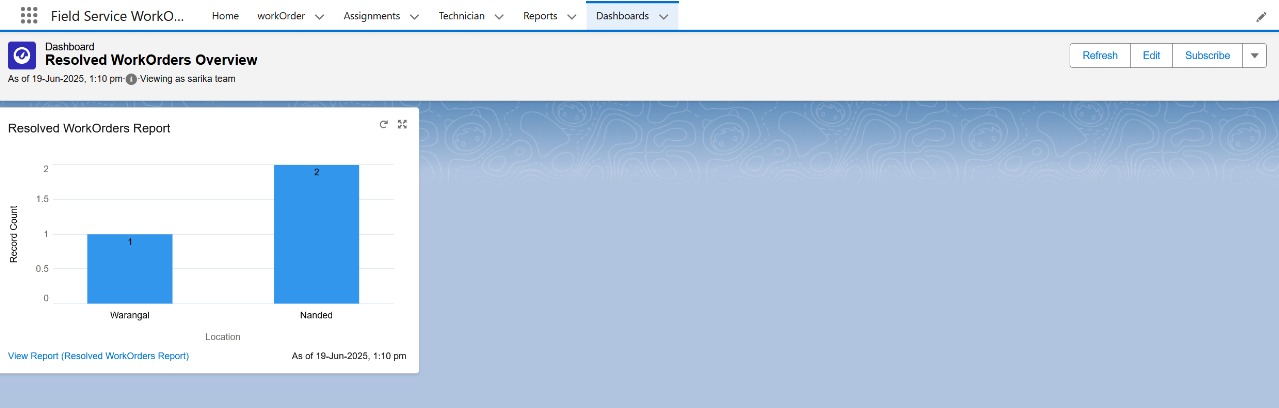 Field Service WorkO... Home workOrder Assignments Technician Reports Dashboards
Dashboard
Resolved WorkOrders Overview
As of 19-Jun-2025, 1:10 pm·Viewing as sarika team
Refresh Edit Subscribe
Resolved WorkOrders Report
2
1.5
1
0.5
0
Record Count
1
2
Warangal Nanded
Location
View Report (Resolved WorkOrders Report) As of 19-Jun-2025, 1:10 pm